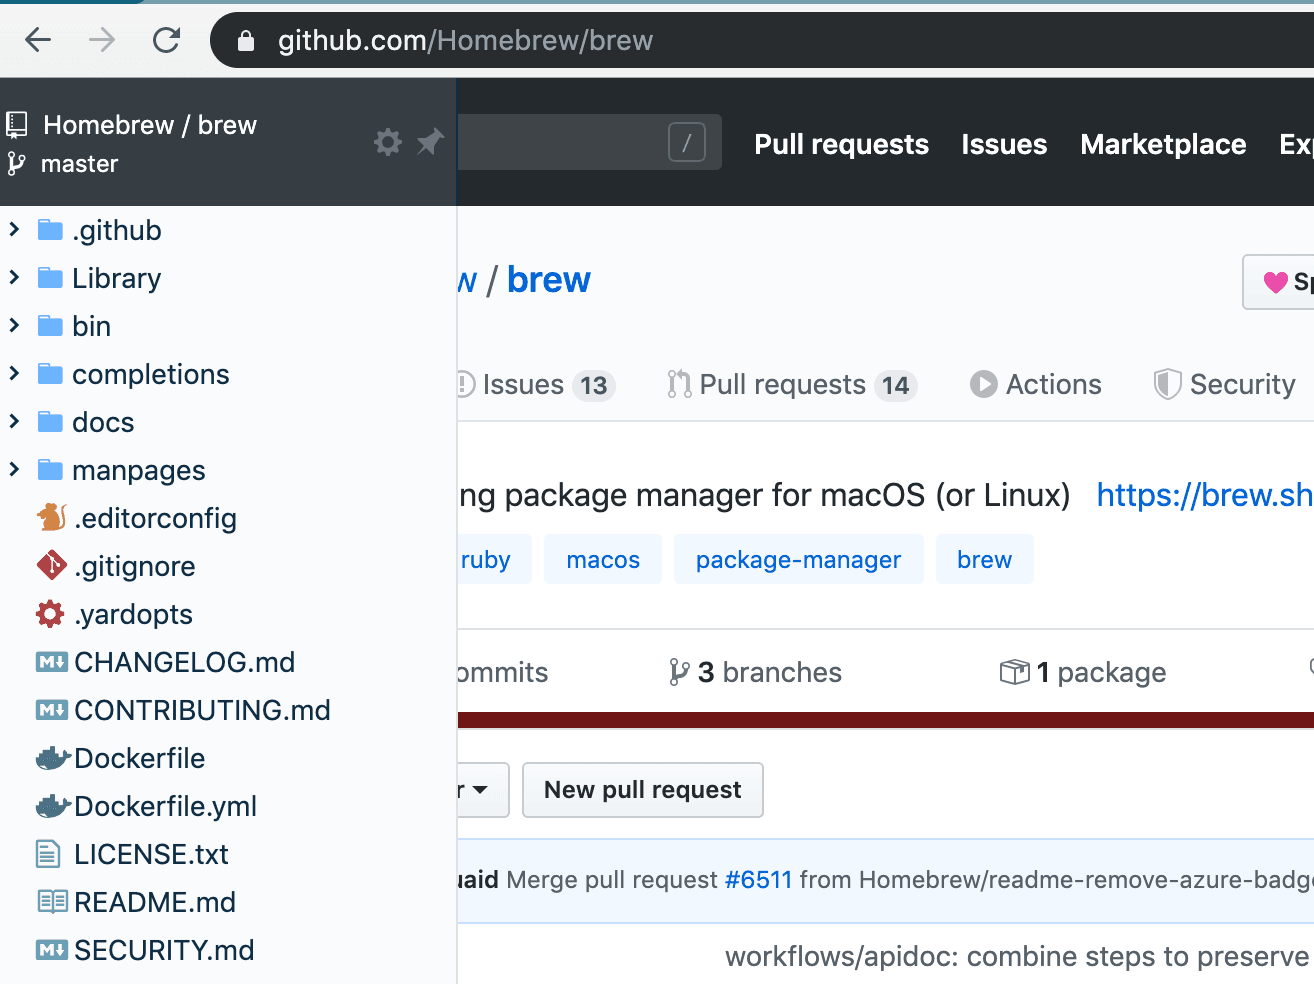 github.com/Homebrew/brew
Homebrew / brew
master
/
Pull requests Issues Marketplace
.github
Library
bin
completions
docs
manpages
.editorconfig
.gitignore
.yardopts
CHANGELOG.md
CONTRIBUTING.md
Dockerfile
Dockerfile.yml
LICENSE.txt
README.md
SECURITY.md
w / brew
Sp
Issues 13 Pull requests 14 Actions Security
ng package manager for macOS (or Linux) https://brew.sh
ruby macos package-manager brew
ommits 3 branches 1 package
r New pull request
uaid Merge pull request #6511 from Homebrew/readme-remove-azure-badg
workflows/apidoc: combine steps to preserve